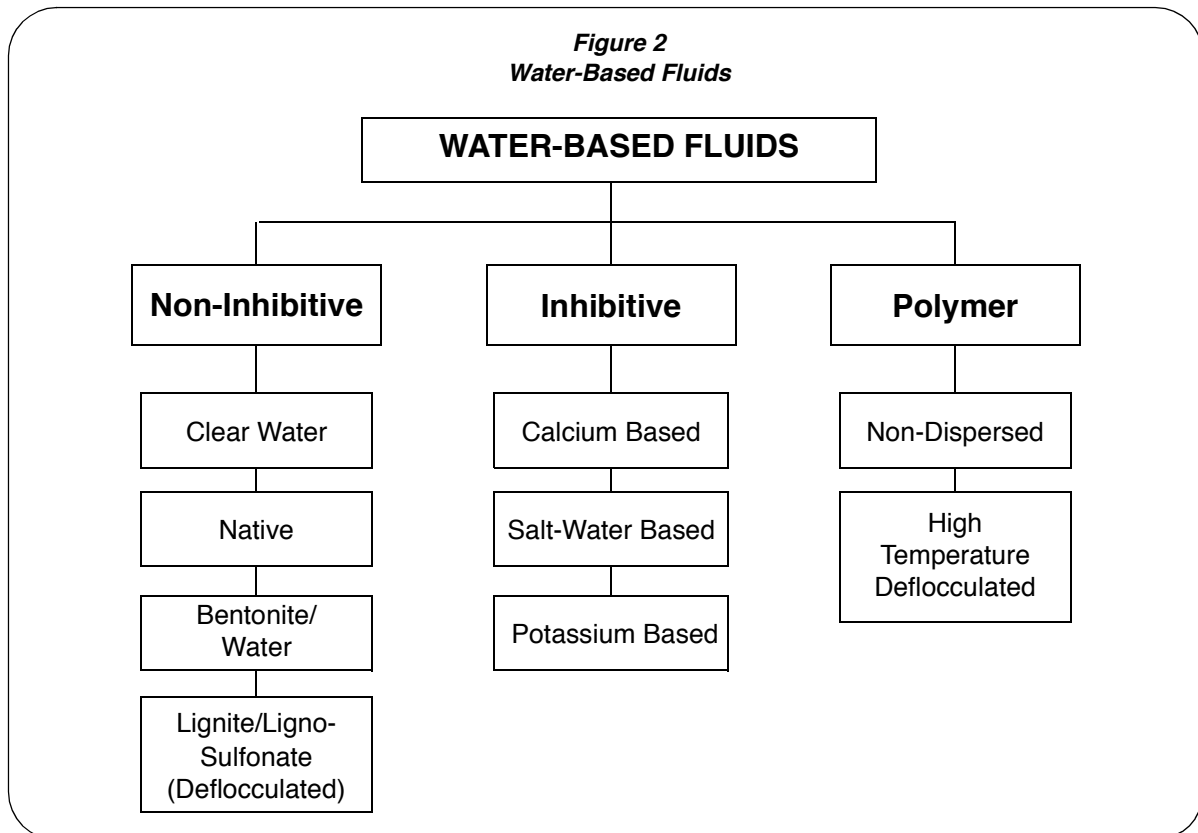 Figure 2
Water-Based Fluids
WATER-BASED FLUIDS
Non-Inhibitive
Inhibitive
Polymer
Clear Water
Calcium Based
Non-Dispersed
Native
Salt-Water Based
High
Temperature
Deflocculated
Bentonite/
Water
Potassium Based
Lignite/Ligno-
Sulfonate
(Deflocculated)